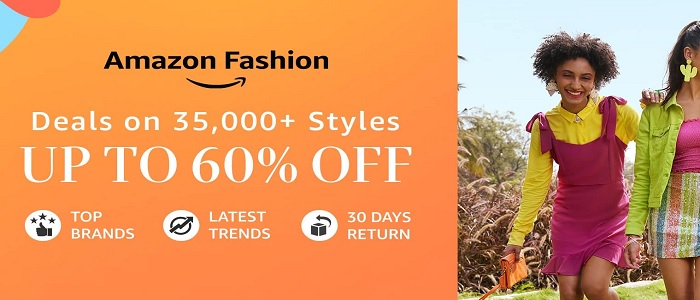 Amazon Fashion
Deals on 35,000+ Styles
UP TO 60% OFF
TOP
BRANDS
LATEST
TRENDS
30 DAYS
RETURN